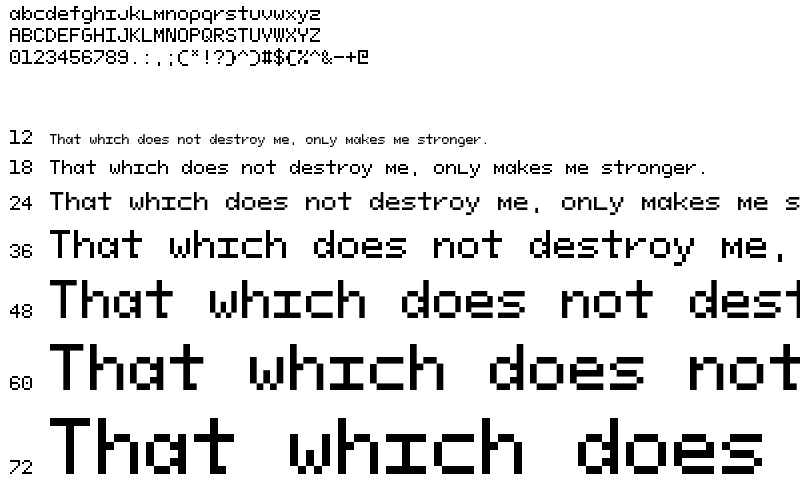 abcdefghijklmnopqrstuvwxyz
ABCDEFGHIJKLMNOPQRSTUVWXYZ
0123456789.:,;(*!?}^)#${%^&-+@
12 That which does not destroy me, only makes me stronger.
18 That which does not destroy me, only makes me stronger.
24 That which does not destroy me, only makes me s
36 That which does not destroy me,
48 That which does not dest
60 That which does not
72 That which does